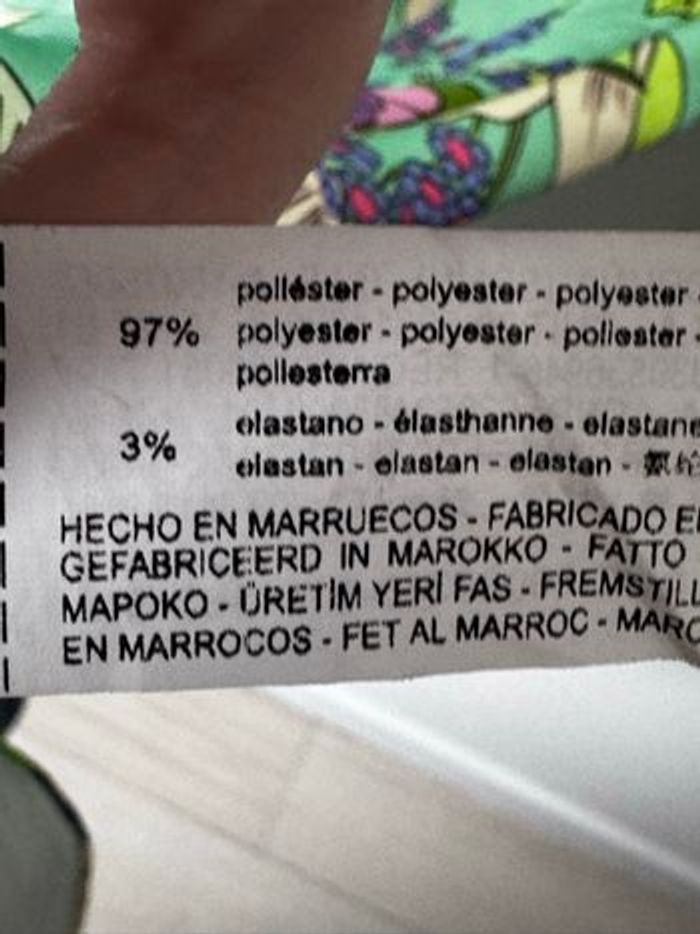 poliéster - polyester - polyester -
97% polyester - polyester - poliester -
poliesterra
elastano - élasthanne - elastane
3%
elastan - elastan - elastan -
HECHO EN MARRUECOS - FABRICADO
GEFABRICEERD IN MAROKKO - FATTO
MAPOKO - ÜRETİM YERİ FAS - FREMSTILL
EN MARROCOS - FET AL MARROC - MARO